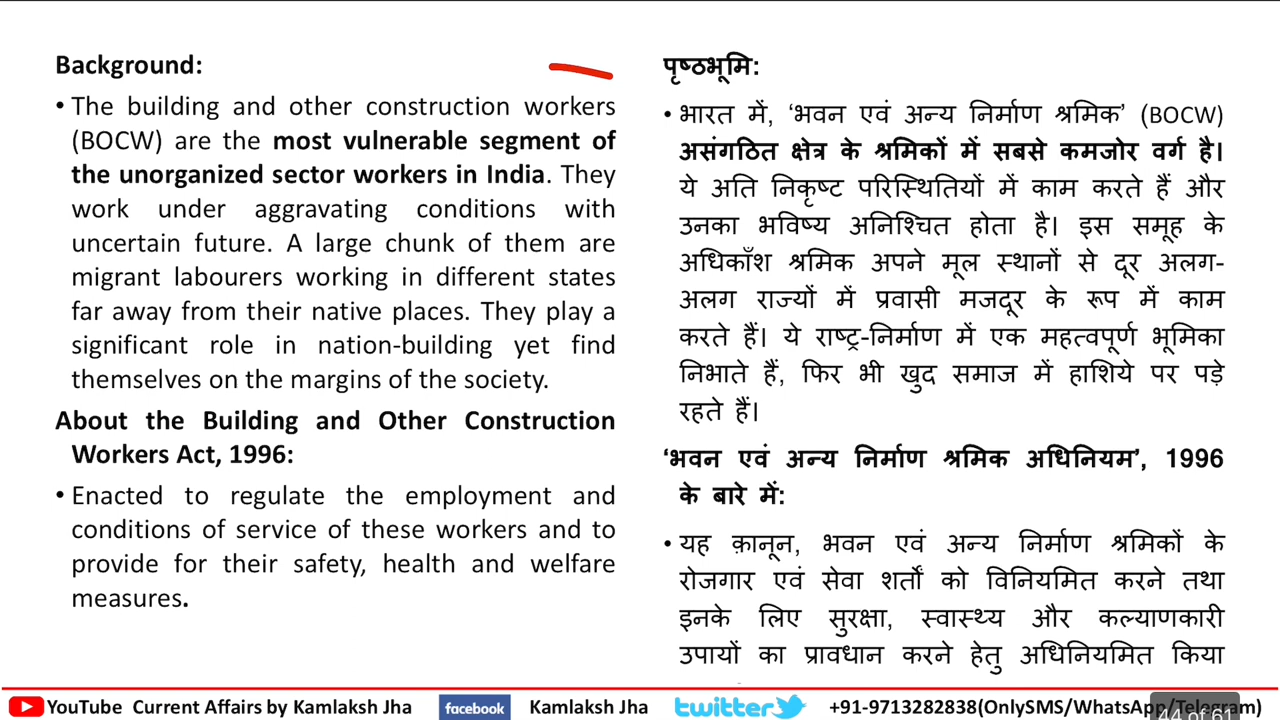 Background:
• The building and other construction workers
(BOCW) are the most vulnerable segment of
the unorganized sector workers in India. They
work under aggravating conditions with
uncertain future. A large chunk of them are
migrant labourers working in different states
far away from their native places. They play a
significant role in nation-building yet find
themselves on the margins of the society.
About the Building and Other Construction
Workers Act, 1996:
• Enacted to regulate the employment and
conditions of service of these workers and to
provide for their safety, health and welfare
measures.
पृष्ठभूमि:
• भारत में, ‘भवन एवं अन्य निर्माण श्रमिक’ (BOCW)
असंगठित क्षेत्र के श्रमिकों में सबसे कमजोर वर्ग है।
ये अति निकृष्ट परिस्थितियों में काम करते हैं और
उनका भविष्य अनिश्चित होता है। इस समूह के
अधिकाँश श्रमिक अपने मूल स्थानों से दूर अलग-
अलग राज्यों में प्रवासी मजदूर के रूप में काम
करते हैं। ये राष्ट्र-निर्माण में एक महत्वपूर्ण भूमिका
निभाते हैं, फिर भी खुद समाज में हाशिये पर पड़े
रहते हैं।
‘भवन एवं अन्य निर्माण श्रमिक अधिनियम’, 1996
के बारे में:
• यह क़ानून, भवन एवं अन्य निर्माण श्रमिकों के
रोजगार एवं सेवा शर्तों को विनियमित करने तथा
इनके लिए सुरक्षा, स्वास्थ्य और कल्याणकारी
उपायों का प्रावधान करने हेतु अधिनियमित किया
YouTube Current Affairs by Kamlaksh Jha facebook Kamlaksh Jha twitter +91-9713282838(OnlySMS/WhatsApp/Telegram)
44 of 61